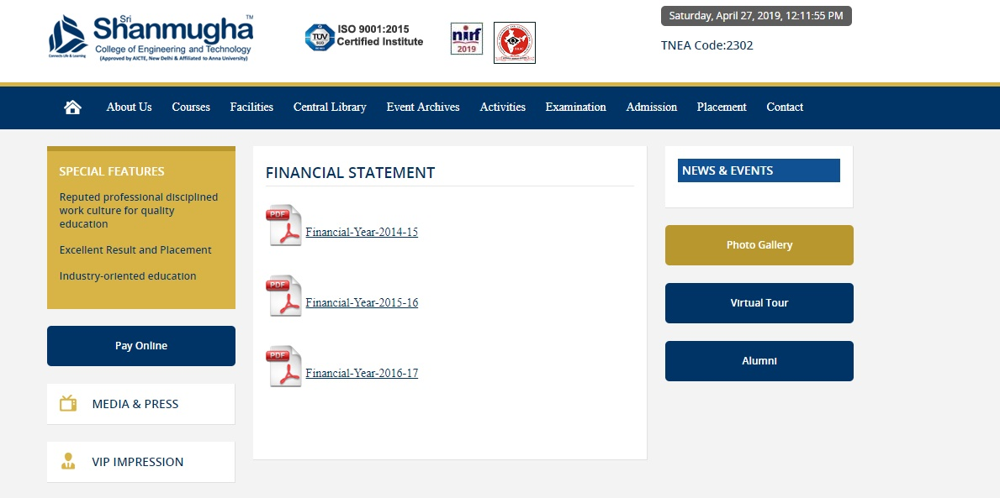 Sri
Shanmugha™
College of Engineering and Technology
Connects Life & Learning
(Approved by AICTE, New Delhi & Affiliated to Anna University)
TÜV
SUD
ISO 9001:2015
Certified Institute
nirf
2019
Saturday, April 27, 2019, 12:11:55 PM
TNEA Code:2302
About Us Courses Facilities Central Library Event Archives Activities Examination Admission Placement Contact
SPECIAL FEATURES
Reputed professional disciplined
work culture for quality
education
Excellent Result and Placement
Industry-oriented education
Pay Online
MEDIA & PRESS
VIP IMPRESSION
FINANCIAL STATEMENT
PDF
Financial-Year-2014-15
PDF
Financial-Year-2015-16
PDF
Financial-Year-2016-17
NEWS & EVENTS
Photo Gallery
Virtual Tour
Alumni